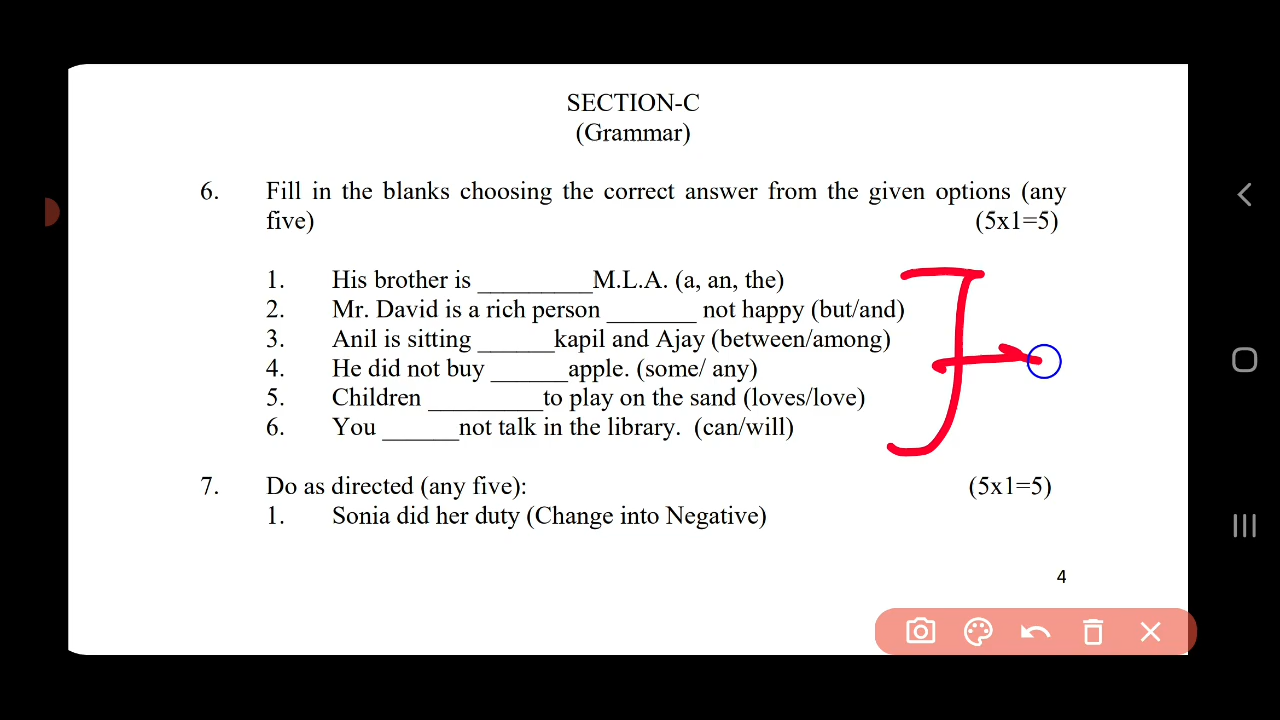 SECTION-C
(Grammar)
6. Fill in the blanks choosing the correct answer from the given options (any
five) (5x1=5)
1. His brother is _________M.L.A. (a, an, the)
2. Mr. David is a rich person _______ not happy (but/and)
3. Anil is sitting ______kapil and Ajay (between/among)
4. He did not buy ______apple. (some/ any)
5. Children _________to play on the sand (loves/love)
6. You ______not talk in the library. (can/will)
7. Do as directed (any five): (5x1=5)
1. Sonia did her duty (Change into Negative)
4